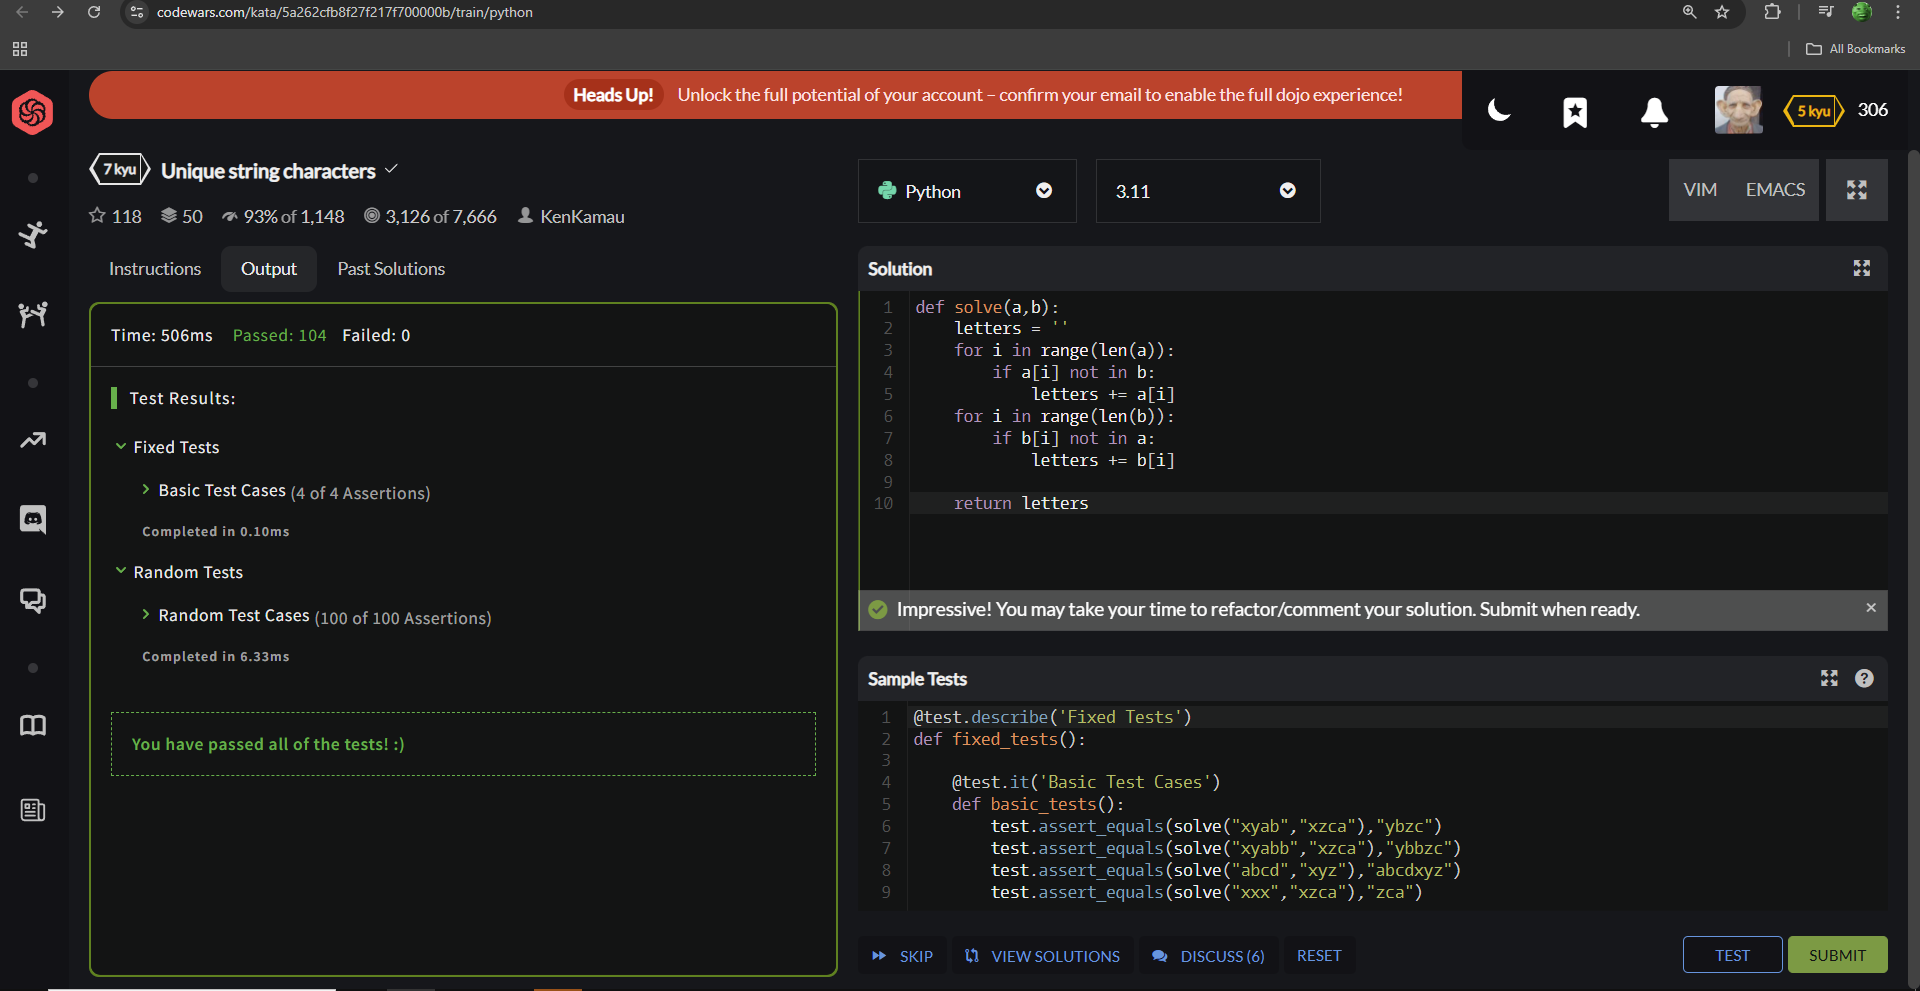 codewars.com/kata/5a262cfb8f27f217f700000b/train/python
All Bookmarks
Heads Up! Unlock the full potential of your account – confirm your email to enable the full dojo experience!
5 kyu 306
7 kyu Unique string characters
118 50 93% of 1,148 3,126 of 7,666 KenKamau
Python
3.11
VIM EMACS
Instructions Output Past Solutions
Time: 506ms Passed: 104 Failed: 0
Test Results:
Fixed Tests
Basic Test Cases (4 of 4 Assertions)
Completed in 0.10ms
Random Tests
Random Test Cases (100 of 100 Assertions)
Completed in 6.33ms
You have passed all of the tests! :)
Solution
1 def solve(a,b):
2     letters = ''
3     for i in range(len(a)):
4         if a[i] not in b:
5             letters += a[i]
6     for i in range(len(b)):
7         if b[i] not in a:
8             letters += b[i]
9
10     return letters
Impressive! You may take your time to refactor/comment your solution. Submit when ready. ×
Sample Tests ?
1 @test.describe('Fixed Tests')
2 def fixed_tests():
3
4     @test.it('Basic Test Cases')
5     def basic_tests():
6         test.assert_equals(solve("xyab","xzca"),"ybzc")
7         test.assert_equals(solve("xyabb","xzca"),"ybbzc")
8         test.assert_equals(solve("abcd","xyz"),"abcdxyz")
9         test.assert_equals(solve("xxx","xzca"),"zca")
SKIP VIEW SOLUTIONS DISCUSS (6) RESET TEST SUBMIT